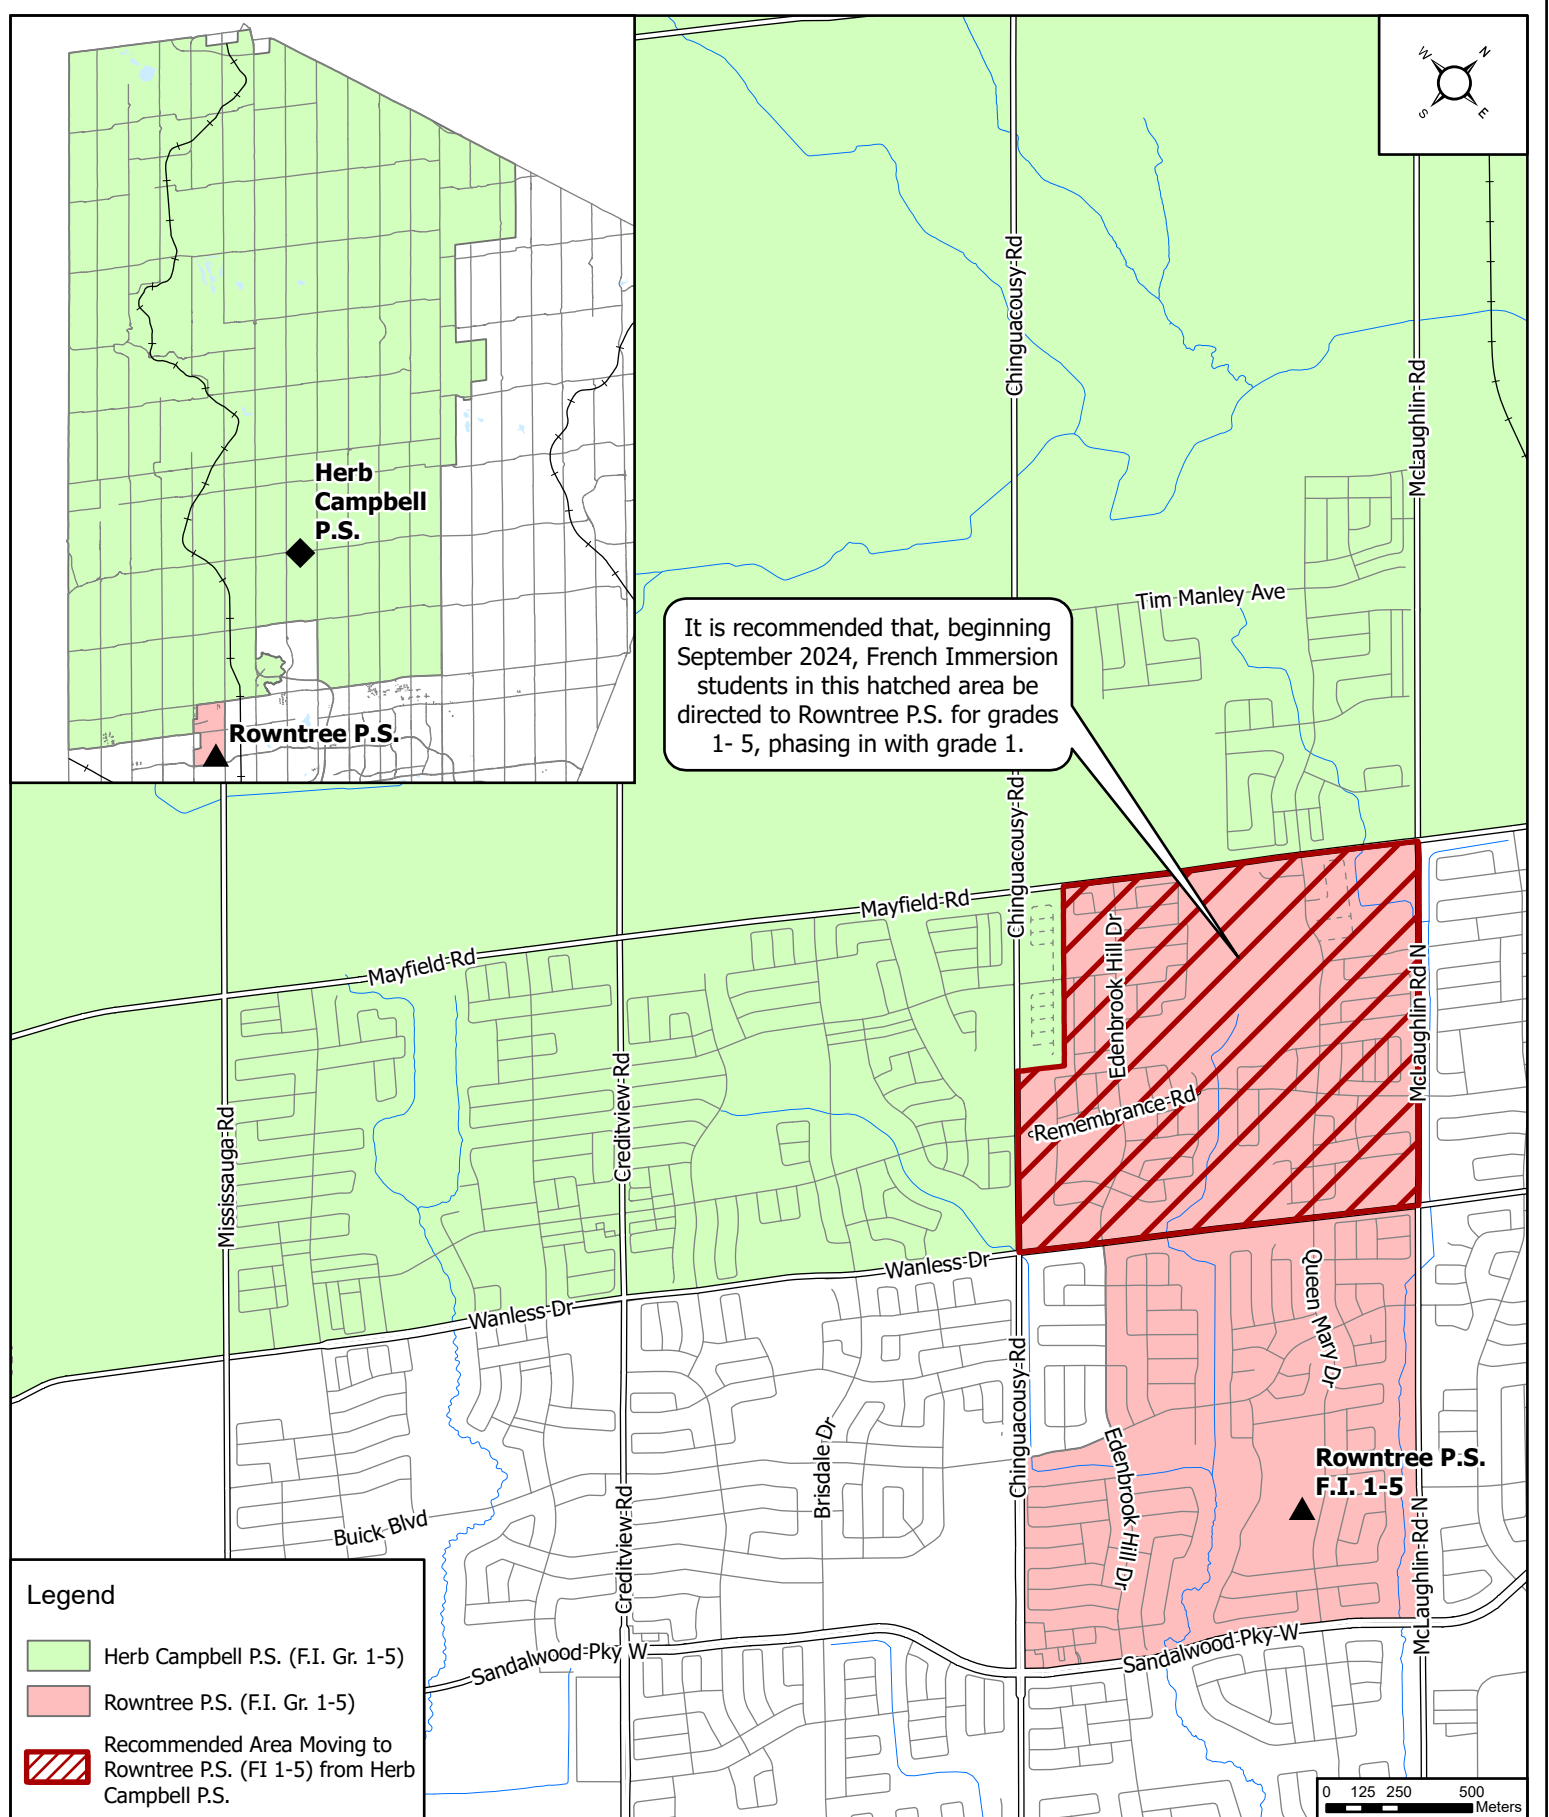 W
N
S
E
Herb
Campbell
P.S.
Rowntree P.S.
Chinguacousy Rd
McLaughlin Rd
Tim Manley Ave
It is recommended that, beginning
September 2024, French Immersion
students in this hatched area be
directed to Rowntree P.S. for grades
1- 5, phasing in with grade 1.
Chinguacousy Rd
Mayfield Rd
Mayfield Rd
Edenbrook Hill Dr
McLaughlin Rd N
Remembrance Rd
Mississauga Rd
Creditview Rd
Wanless Dr
Wanless Dr
Queen Mary Dr
Chinguacousy Rd
Brisdale Dr
Edenbrook Hill Dr
Rowntree P.S.
F.I. 1-5
Creditview Rd
Buick Blvd
McLaughlin Rd N
Sandalwood Pky W
Sandalwood Pky W
Legend
Herb Campbell P.S. (F.I. Gr. 1-5)
Rowntree P.S. (F.I. Gr. 1-5)
Recommended Area Moving to
Rowntree P.S. (FI 1-5) from Herb
Campbell P.S.
0 125 250 500
Meters